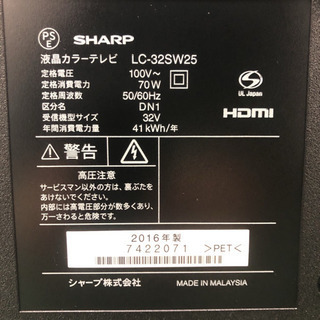 PS
E
SHARP
液晶カラーテレビ LC-32SW25
定格電圧 100V～
定格消費電力 70W
定格周波数 50/60Hz
区分名 DN1
受信機型サイズ 32V
年間消費電力量 41kWh/年
S
UL Japan
HDMI
警告
高圧注意
サービスマン以外の方は、裏ぶたを
あけないでください。
内部には高電圧部分が数多くあり、
万一さわると危険です。
2016年製
7422071
>PET<
シャープ株式会社 MADE IN MALAYSIA